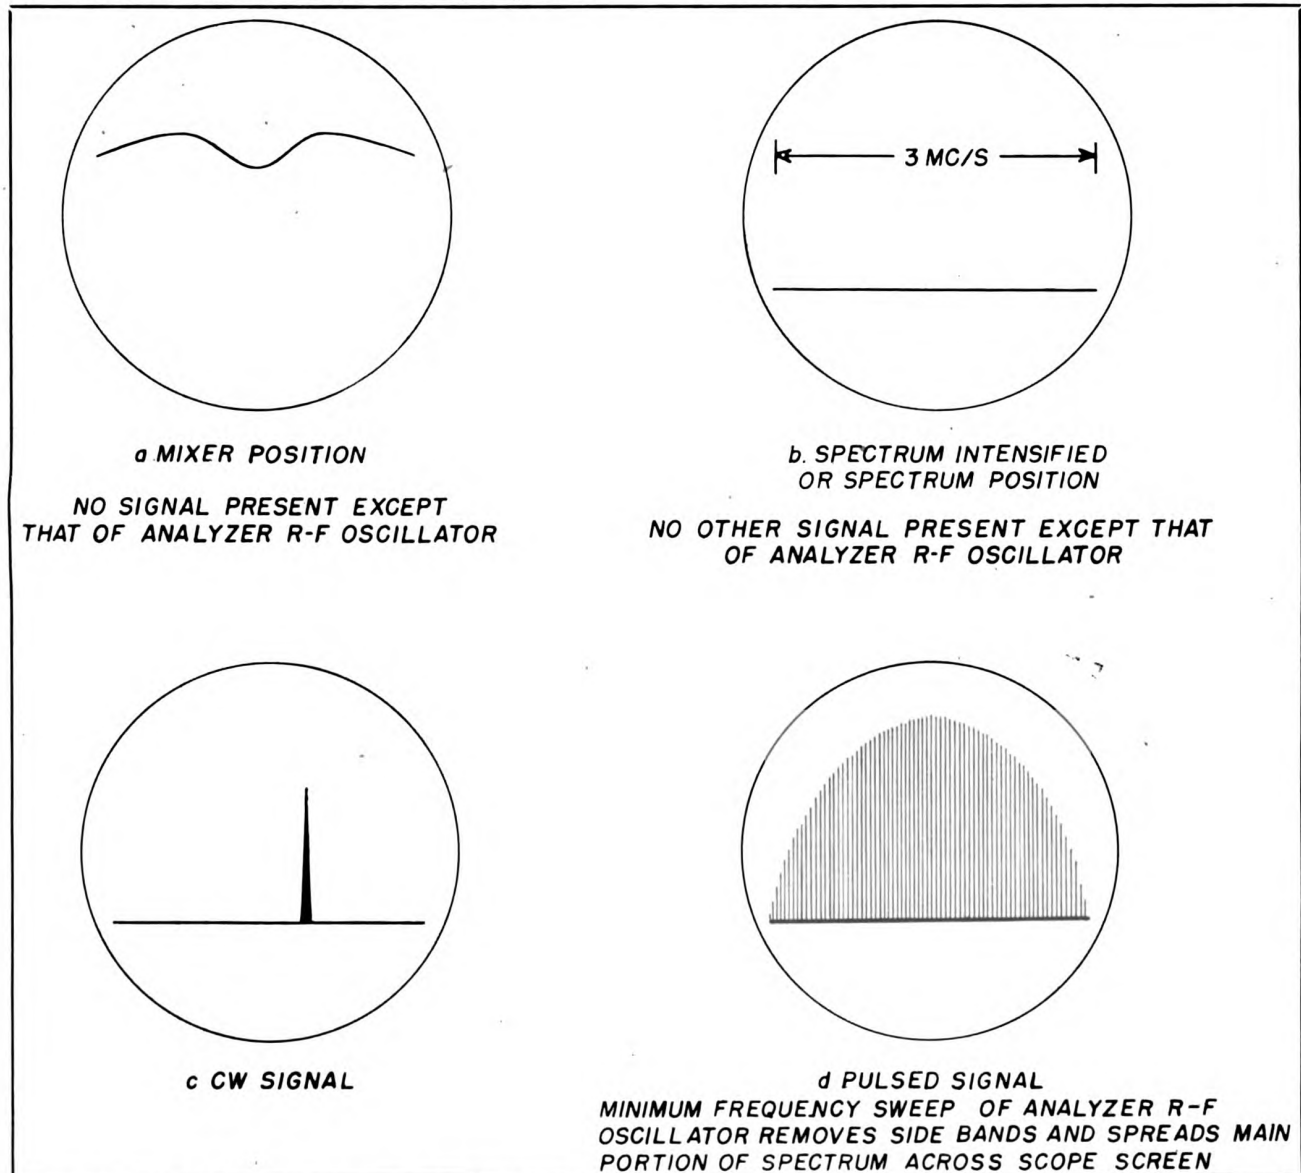 3 MC/S
a MIXER POSITION
NO SIGNAL PRESENT EXCEPT
THAT OF ANALYZER R-F OSCILLATOR
b. SPECTRUM INTENSIFIED
OR SPECTRUM POSITION
NO OTHER SIGNAL PRESENT EXCEPT THAT
OF ANALYZER R-F OSCILLATOR
c CW SIGNAL
d PULSED SIGNAL
MINIMUM FREQUENCY SWEEP OF ANALYZER R-F
OSCILLATOR REMOVES SIDE BANDS AND SPREADS MAIN
PORTION OF SPECTRUM ACROSS SCOPE SCREEN